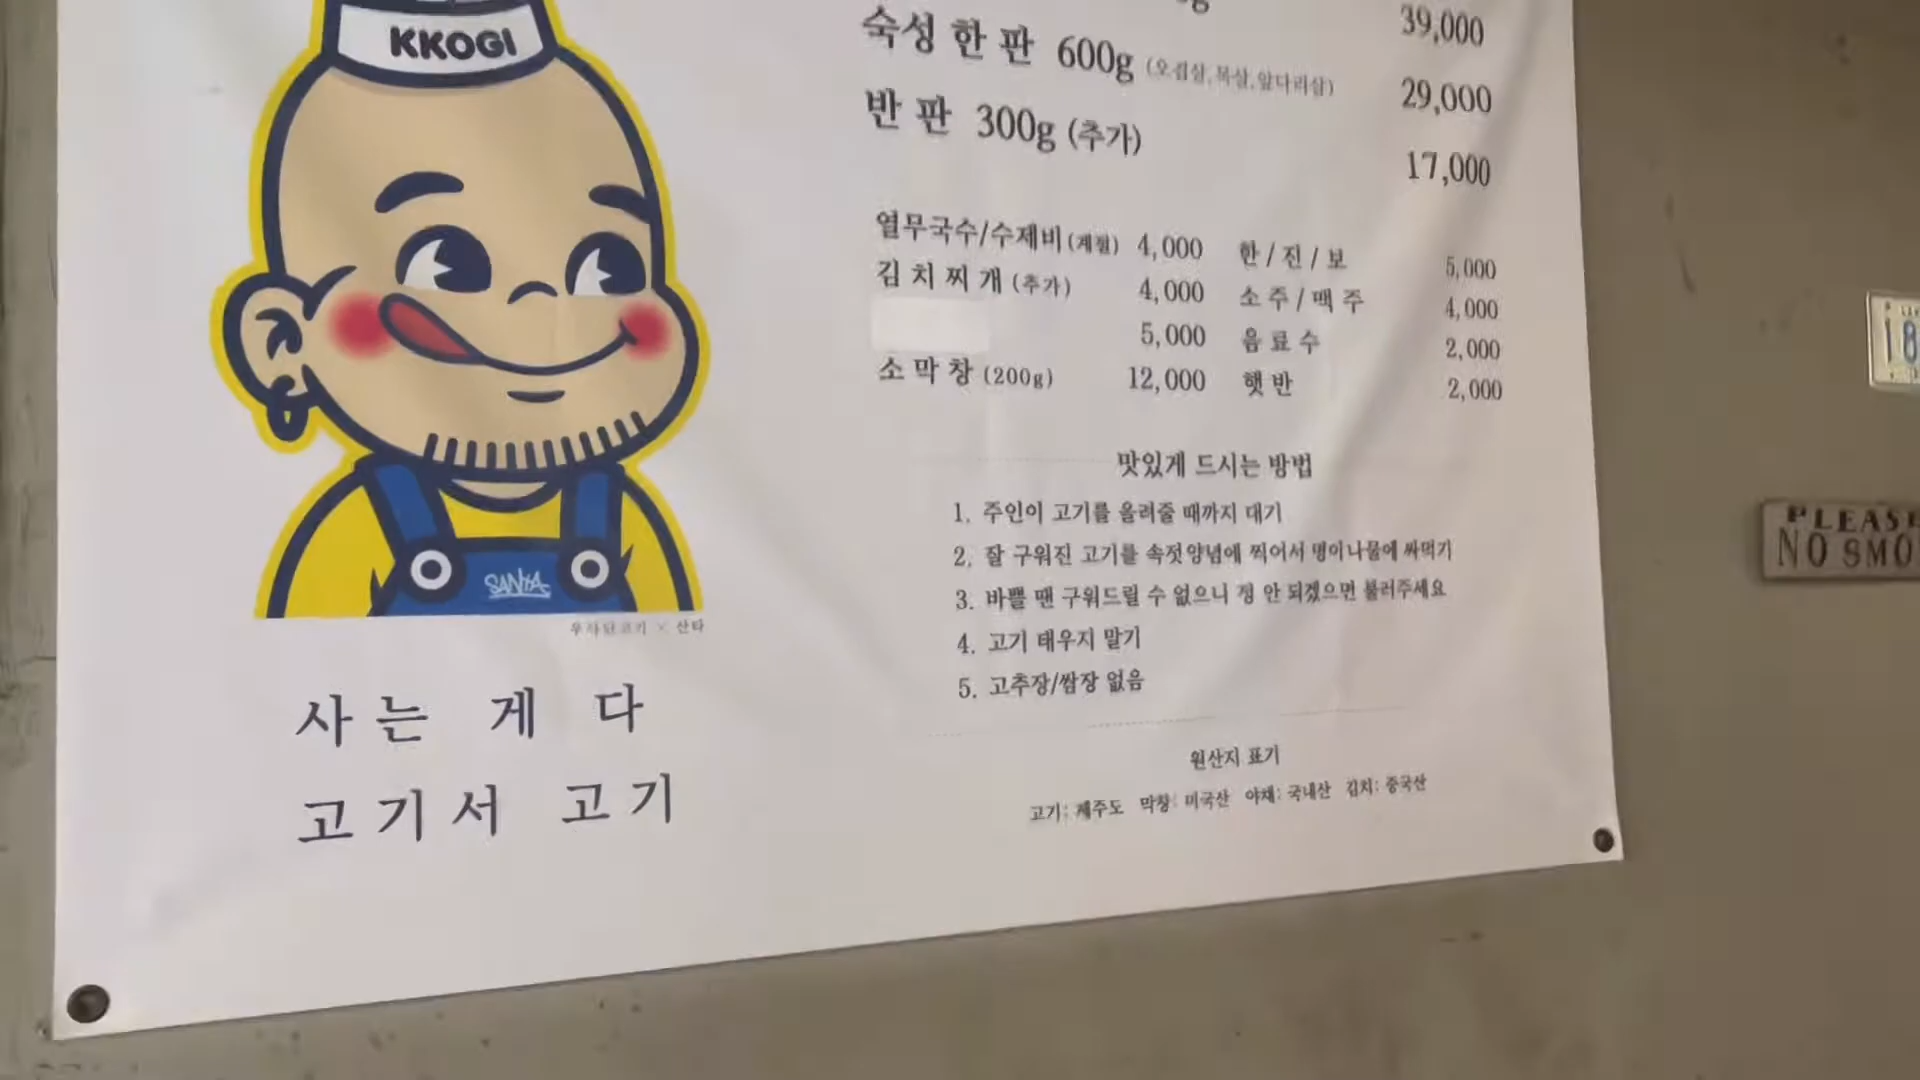 KKOGI
39,000
숙성 한 판 600g (오겹살,목살,앞다리살) 29,000
반 판 300g (추가) 17,000
열무국수/수제비(계절) 4,000 한 / 진 / 보 5,000
김 치 찌 개 (추가) 4,000 소 주 / 맥 주 4,000
5,000 음 료 수 2,000
소 막 창 (200g) 12,000 햇 반 2,000
맛있게 드시는 방법
1. 주인이 고기를 올려줄 때까지 대기
2. 잘 구워진 고기를 속젓양념에 찍어서 명이나물에 싸먹기
3. 바쁠 땐 구워드릴 수 없으니 정 안 되겠으면 불러주세요
4. 고기 태우지 말기
5. 고추장/쌈장 없음
원산지 표기
고기: 제주도 막창: 미국산 야채: 국내산 김치: 중국산
SANTA
× 산타
사는 게 다
고기서 고기
PLEASE
NO SMO
18